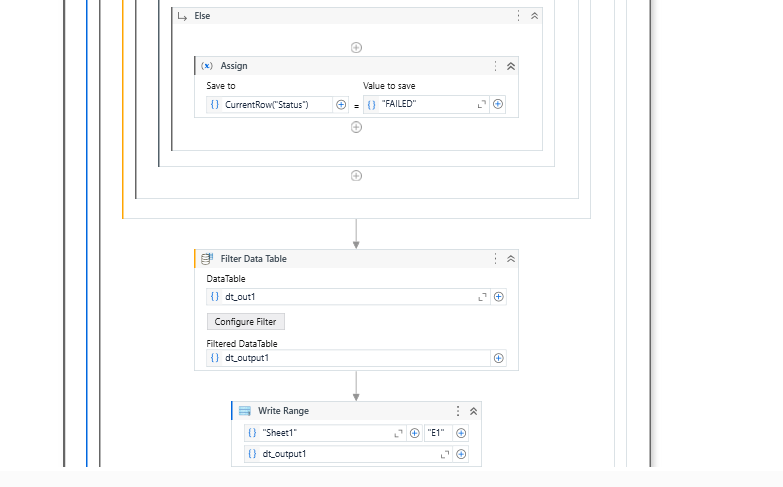 Else
(x) Assign
Save to Value to save
{} CurrentRow("Status") = {} "FAILED"
Filter Data Table
DataTable
{} dt_out1
Configure Filter
Filtered DataTable
{} dt_output1
Write Range
{} "Sheet1" "E1"
{} dt_output1